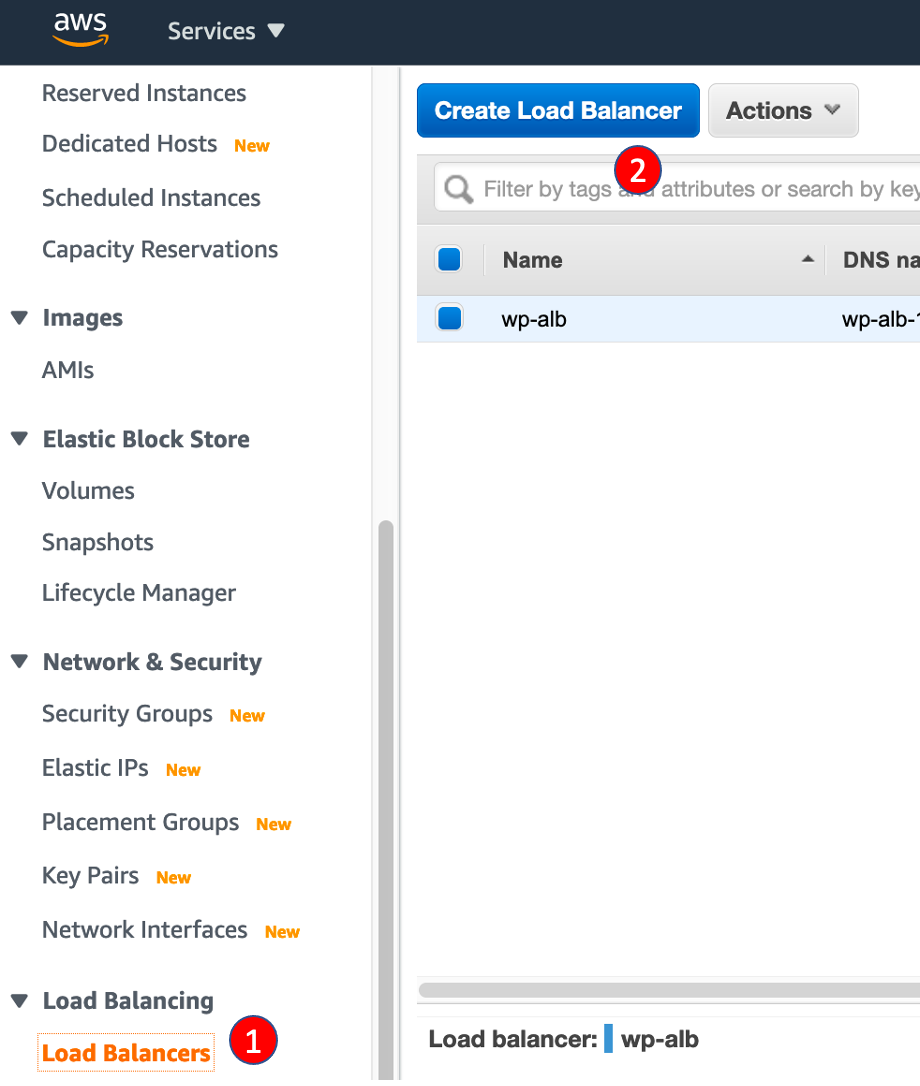 aws
Services
Reserved Instances
Dedicated Hosts New
Scheduled Instances
Capacity Reservations
Images
AMIs
Elastic Block Store
Volumes
Snapshots
Lifecycle Manager
Network & Security
Security Groups New
Elastic IPs New
Placement Groups New
Key Pairs New
Network Interfaces New
Load Balancing
Load Balancers 1
Create Load Balancer Actions
2
Filter by tags and attributes or search by key
Name DNS na
wp-alb wp-alb-1
Load balancer: wp-alb